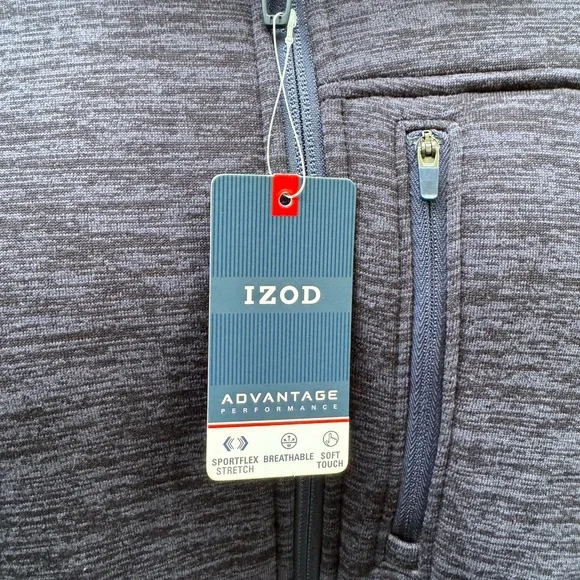 IZOD
ADVANTAGE
PERFORMANCE
SPORTFLEX STRETCH
BREATHABLE
SOFT TOUCH